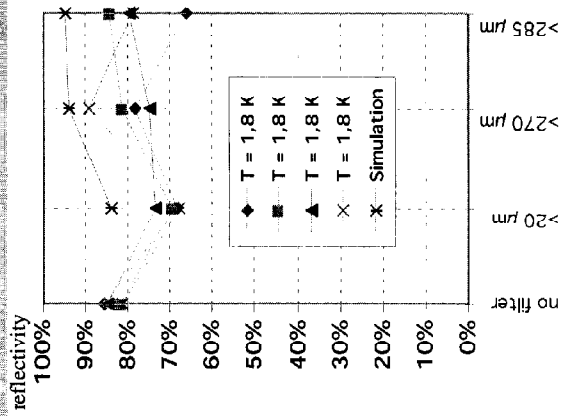 reflectivity
100%
90%
80%
70%
60%
50%
40%
30%
20%
10%
0%
no filter
>20 µm
>270 µm
>285 µm
T = 1,8 K
T = 1,8 K
T = 1,8 K
T = 1,8 K
Simulation